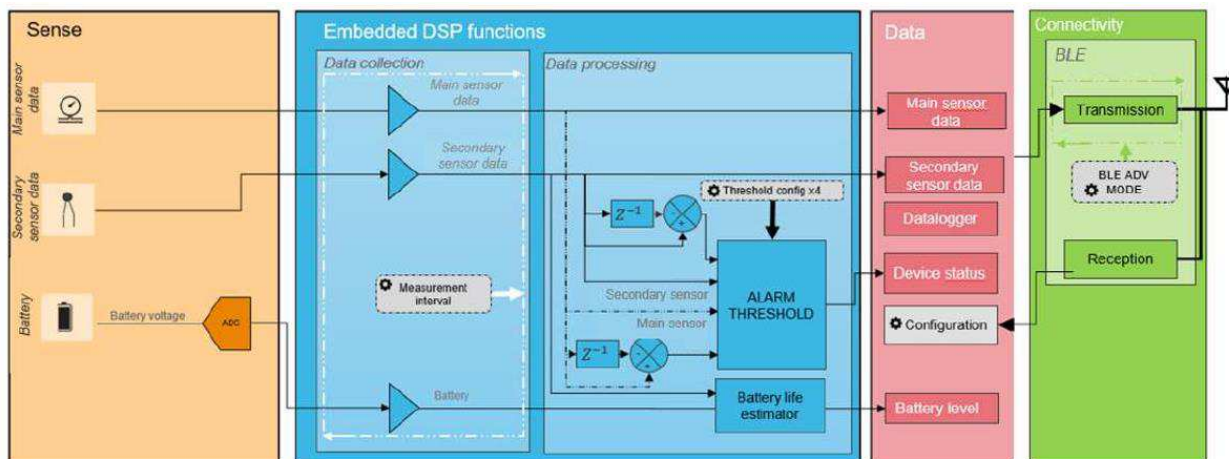 Sense
Main sensor
data
Secondary
sensor data
Battery
Battery voltage
ADC
Embedded DSP functions
Data collection
Main sensor
data
Secondary
sensor data
Measurement
interval
Battery
Data processing
Threshold config x4
Z⁻¹
-
+
Secondary sensor
Main sensor
Z⁻¹
-
+
ALARM
THRESHOLD
Battery life
estimator
Data
Main sensor
data
Secondary
sensor data
Datalogger
Device status
Configuration
Battery level
Connectivity
BLE
Transmission
BLE ADV
MODE
Reception